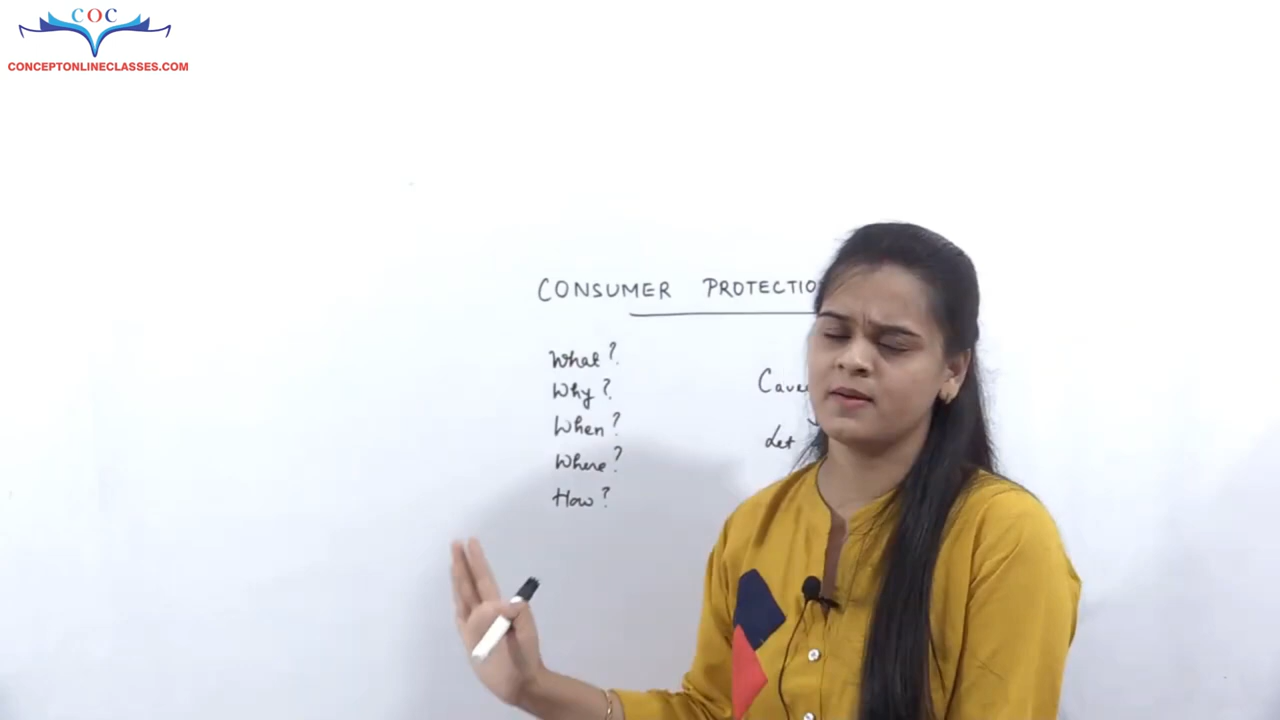 COC
CONCEPTONLINECLASSES.COM
CONSUMER PROTECTIO
What?
Why?
When?
Where?
How?
Cave
Let